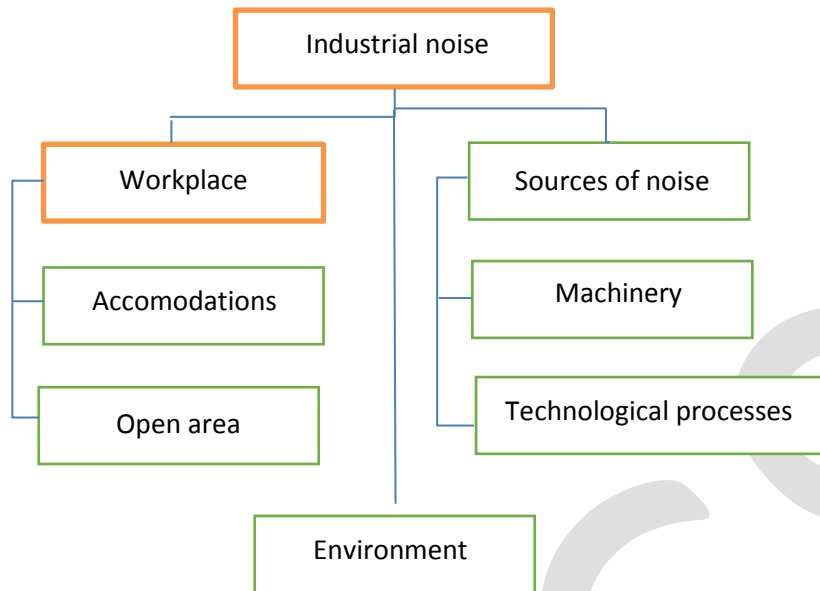 Industrial noise
Workplace
Sources of noise
Accomodations
Machinery
Open area
Technological processes
Environment